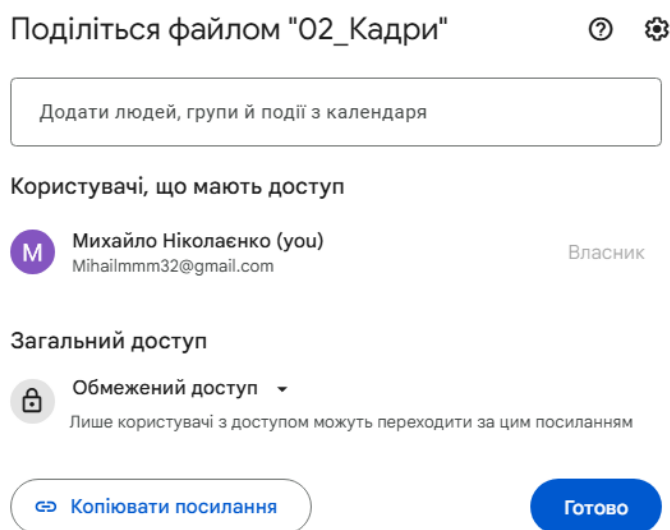 Поділіться файлом "02_Кадри"
Додати людей, групи й події з календаря
Користувачі, що мають доступ
М
Михайло Ніколаєнко (you)
Власник
Mihailmmm32@gmail.com
Загальний доступ
Обмежений доступ
Лише користувачі з доступом можуть переходити за цим посиланням
Копіювати посилання
Готово